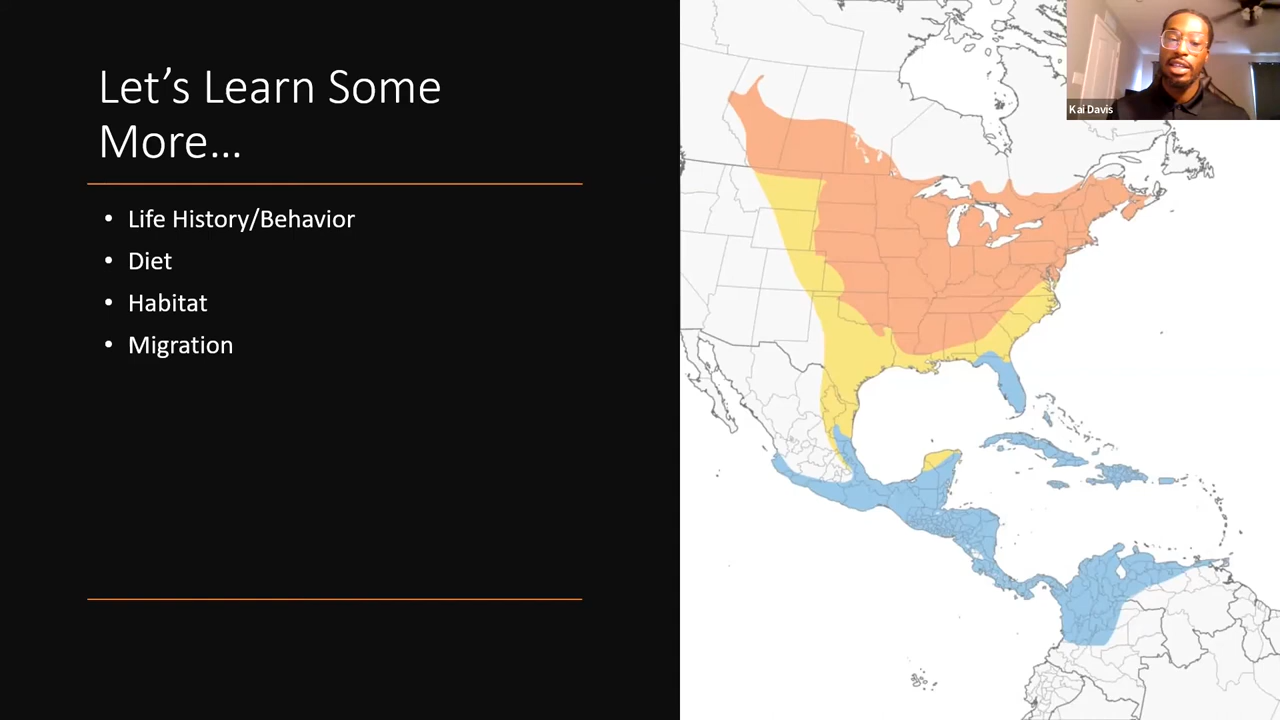 Let’s Learn Some
More…
• Life History/Behavior
• Diet
• Habitat
• Migration
Kai Davis